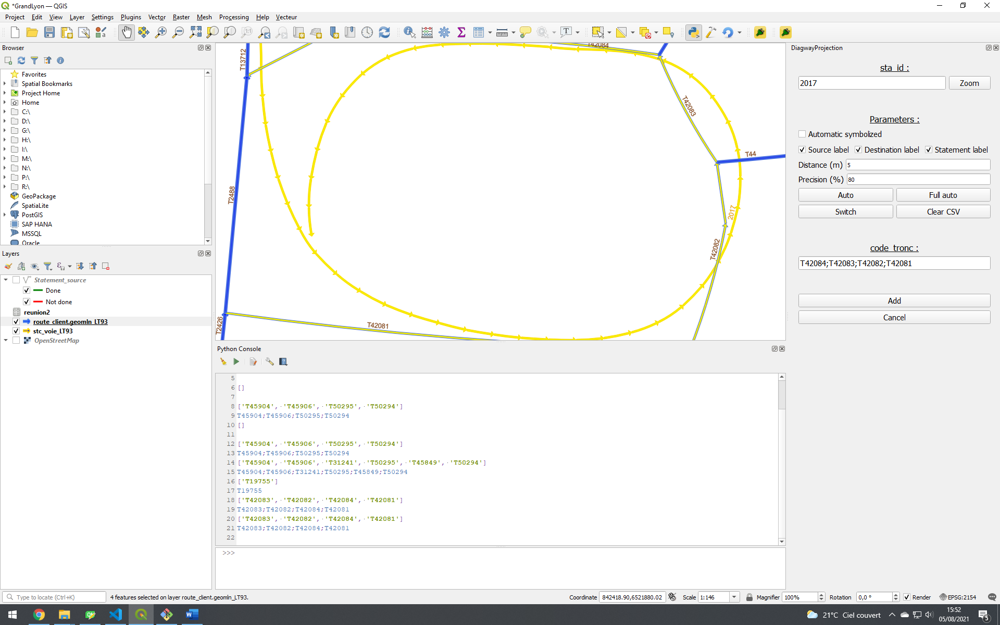 *GrandLyon — QGIS
Project Edit View Layer Settings Plugins Vector Raster Mesh Processing Help Vecteur
Browser
Favorites
Spatial Bookmarks
Project Home
Home
C:\
D:\
G:\
H:\
I:\
M:\
N:\
P:\
R:\
GeoPackage
SpatiaLite
PostGIS
SAP HANA
MSSQL
Oracle
Layers
Statement_source
Done
Not done
reunion2
route_client.geomln_LT93
stc_voie_LT93
OpenStreetMap
T13712
T42084
T42083
T44
T2488
2017
T42082
T2426
T42081
Python Console
5
6 []
7
8 ['T45904', 'T45906', 'T50295', 'T50294']
9 T45904;T45906;T50295;T50294
10 []
11
12 ['T45904', 'T45906', 'T50295', 'T50294']
13 T45904;T45906;T50295;T50294
14 ['T45904', 'T45906', 'T31241', 'T50295', 'T45849', 'T50294']
15 T45904;T45906;T31241;T50295;T45849;T50294
16 ['T19755']
17 T19755
18 ['T42083', 'T42082', 'T42084', 'T42081']
19 T42083;T42082;T42084;T42081
20 ['T42083', 'T42082', 'T42084', 'T42081']
21 T42083;T42082;T42084;T42081
22
>>>
DiagwayProjection
sta_id :
2017 Zoom
Parameters :
Automatic symbolized
Source label Destination label Statement label
Distance (m) 5
Precision (%) 80
Auto Full auto
Switch Clear CSV
code_tronc :
T42084;T42083;T42082;T42081
Add
Cancel
Type to locate (Ctrl+K) 4 features selected on layer route_client.geomln_LT93. Coordinate 842418.90,6521880.02 Scale 1:146 Magnifier 100% Rotation 0,0 ° Render EPSG:2154
21°C Ciel couvert 15:52
05/08/2021 5